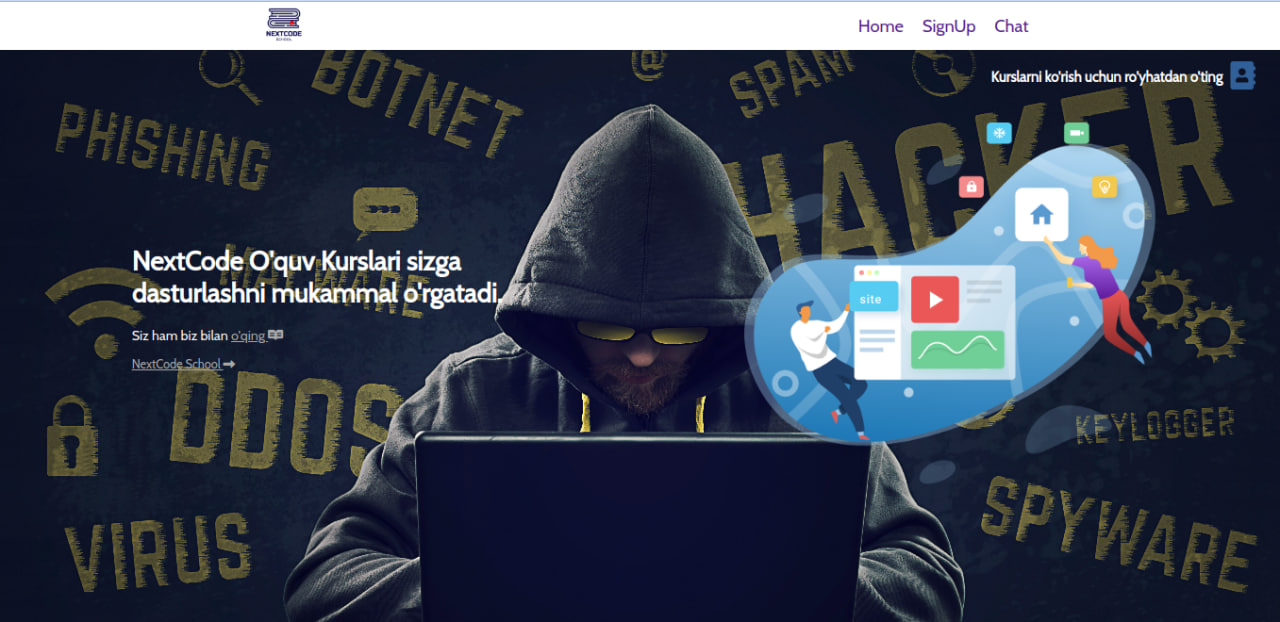 NEXTCODE
SCHOOL
Home SignUp Chat
Kurslarni ko'rish uchun ro'yhatdan o'ting
BOTNET
@
SPAM
HACKER
PHISHING
MALWARE
NextCode O'quv Kurslari sizga
dasturlashni mukammal o'rgatadi.
Siz ham biz bilan o'qing
NextCode School
site
DDOS
KEYLOGGER
VIRUS
SPYWARE